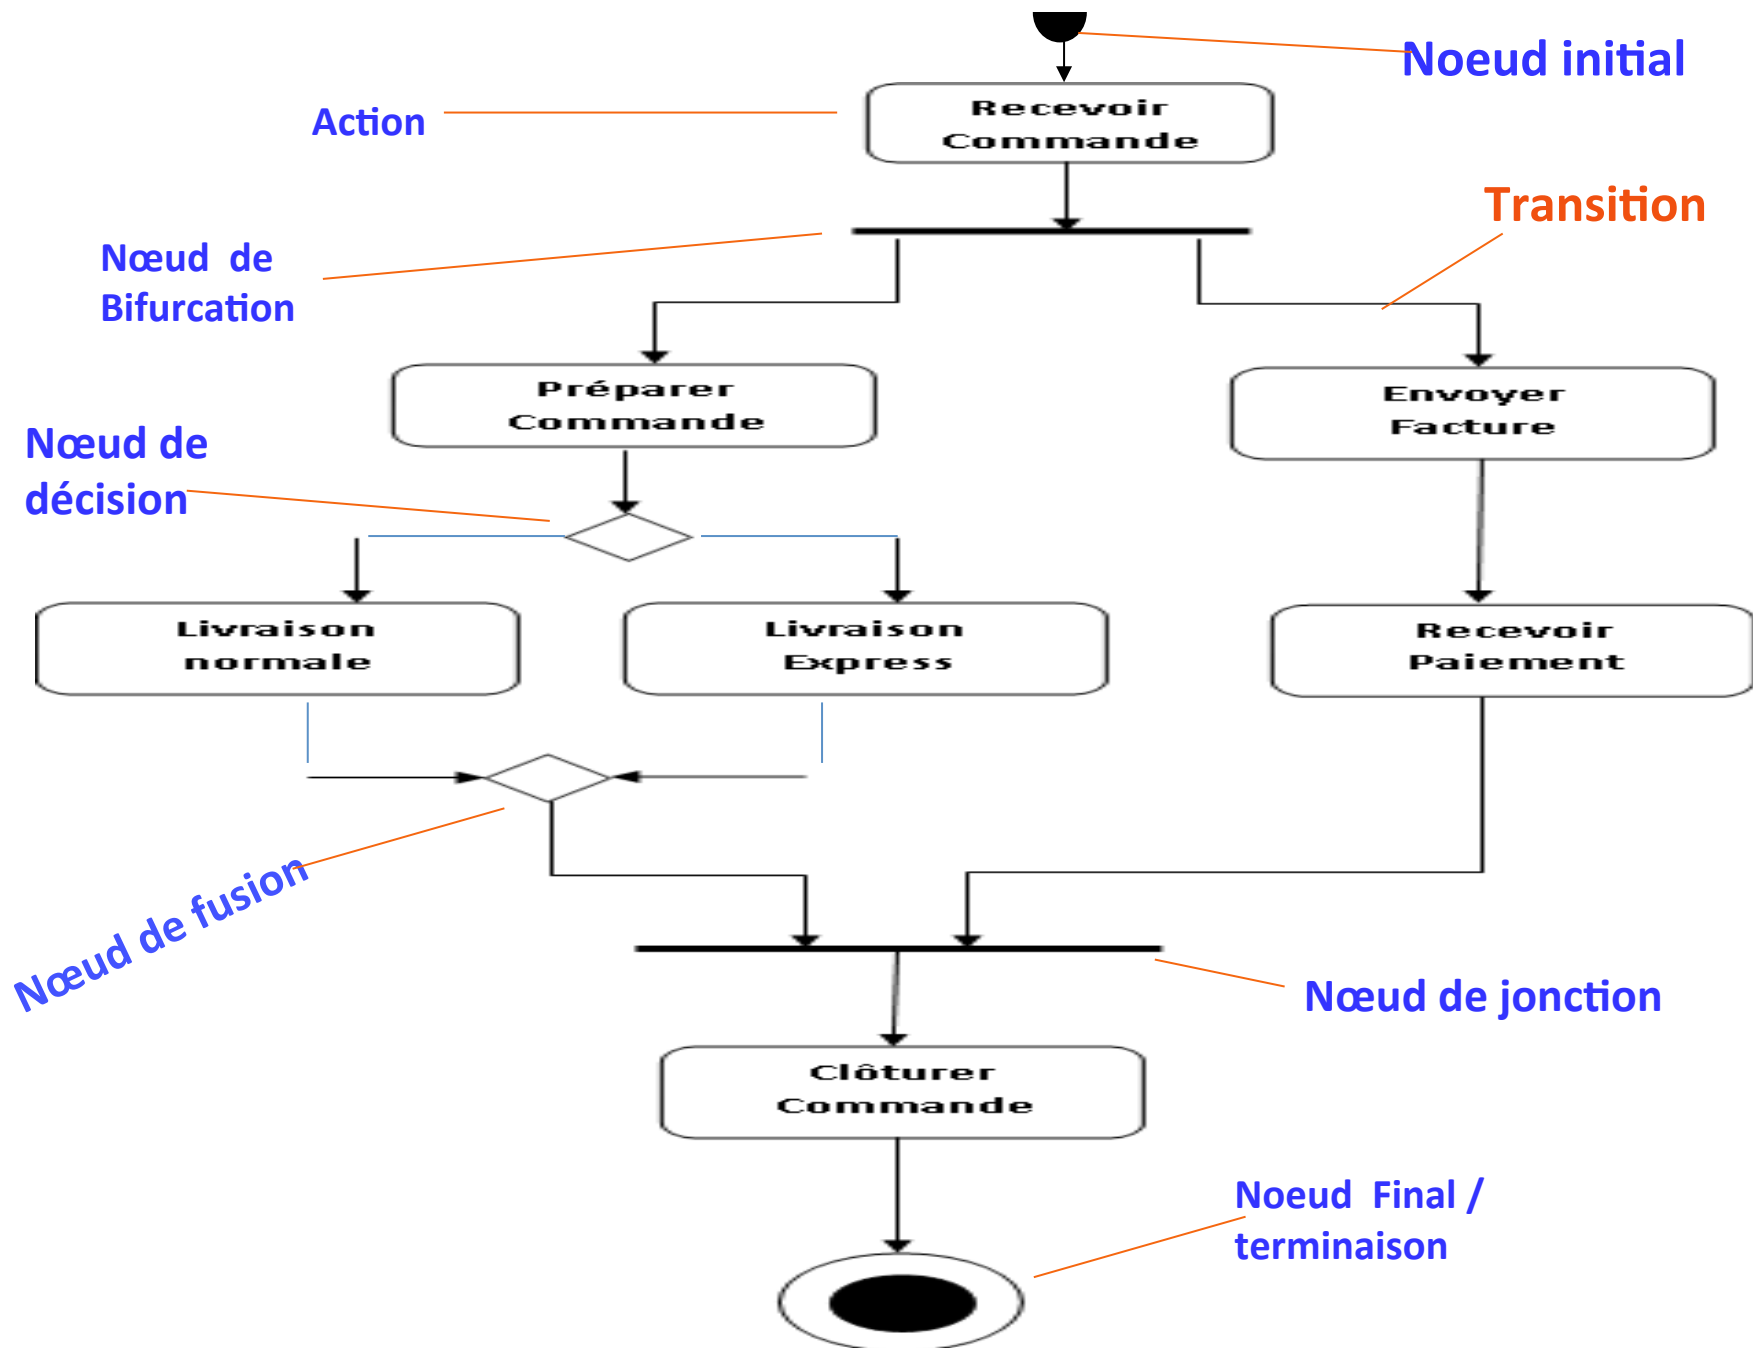 Noeud initial
Action
Recevoir
Commande
Transition
Nœud de
Bifurcation
Préparer
Commande
Envoyer
Facture
Nœud de
décision
Livraison
normale
Livraison
Express
Recevoir
Paiement
Nœud de fusion
Nœud de jonction
Clôturer
Commande
Noeud Final /
terminaison